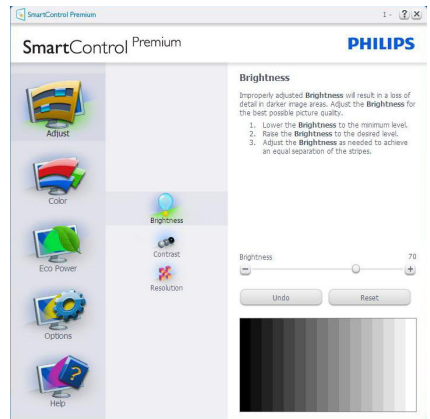 SmartControl Premium
1 -
?
X
SmartControl Premium
PHILIPS
Adjust
Color
Eco Power
Options
Help
Brightness
Contrast
Resolution
Brightness
Improperly adjusted Brightness will result in a loss of
detail in darker image areas. Adjust the Brightness for
the best possible picture quality.
1. Lower the Brightness to the minimum level.
2. Raise the Brightness to the desired level.
3. Adjust the Brightness as needed to achieve
an equal separation of the stripes.
Brightness 70
Undo
Reset